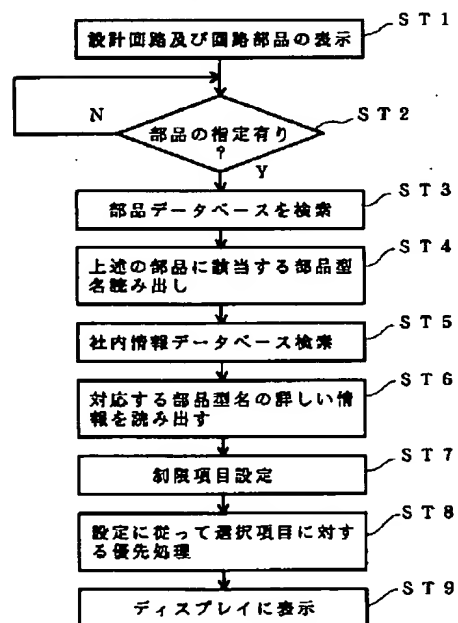 設計回路及び回路部品の表示
ST1
部品の指定有り
?
ST2
N
Y
部品データベースを検索
ST3
上述の部品に該当する部品型
名読み出し
ST4
社内情報データベース検索
ST5
対応する部品型名の詳しい情
報を読み出す
ST6
制限項目設定
ST7
設定に従って選択項目に対す
る優先処理
ST8
ディスプレイに表示
ST9